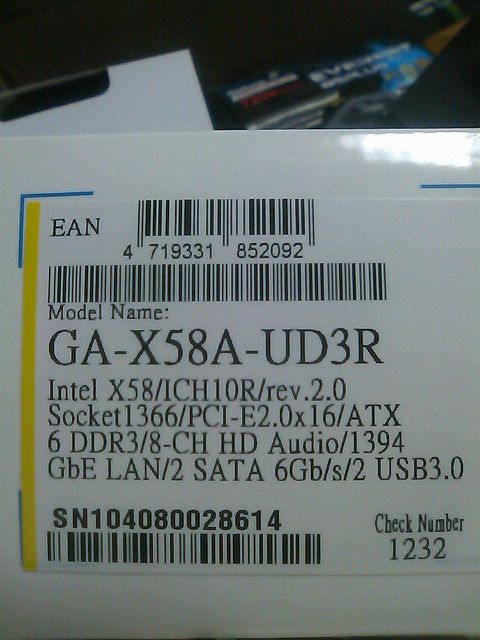 EVEREST
7200
EAN
4 719331 852092
Model Name:
GA-X58A-UD3R
Intel X58/ICH10R/rev.2.0
Socket1366/PCI-E2.0x16/ATX
6 DDR3/8-CH HD Audio/1394
GbE LAN/2 SATA 6Gb/s/2 USB3.0
SN104080028614
Check Number
1232